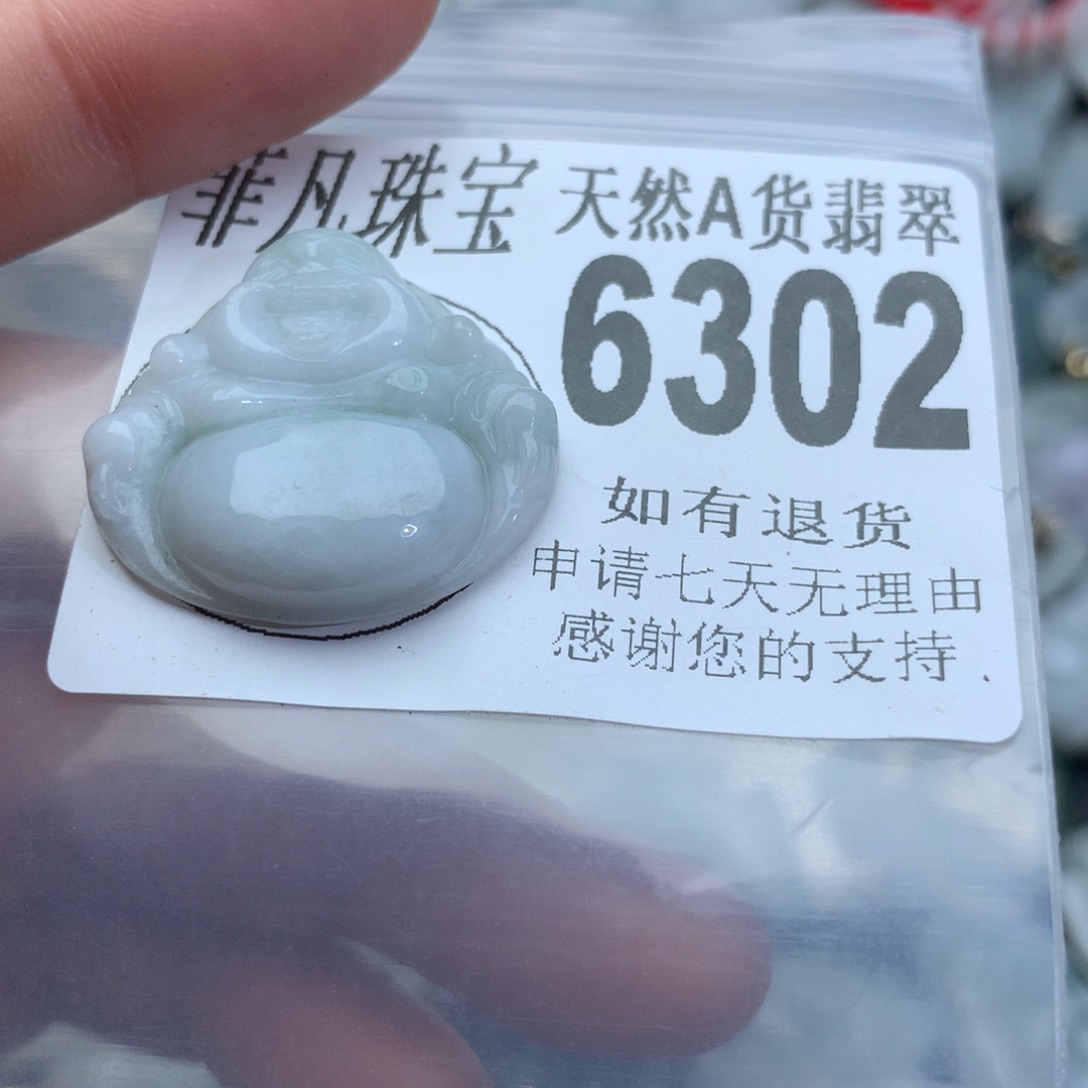 菲凡珠宝 天然A货翡翠
6302
如有退货
申请七天无理由
感谢您的支持.